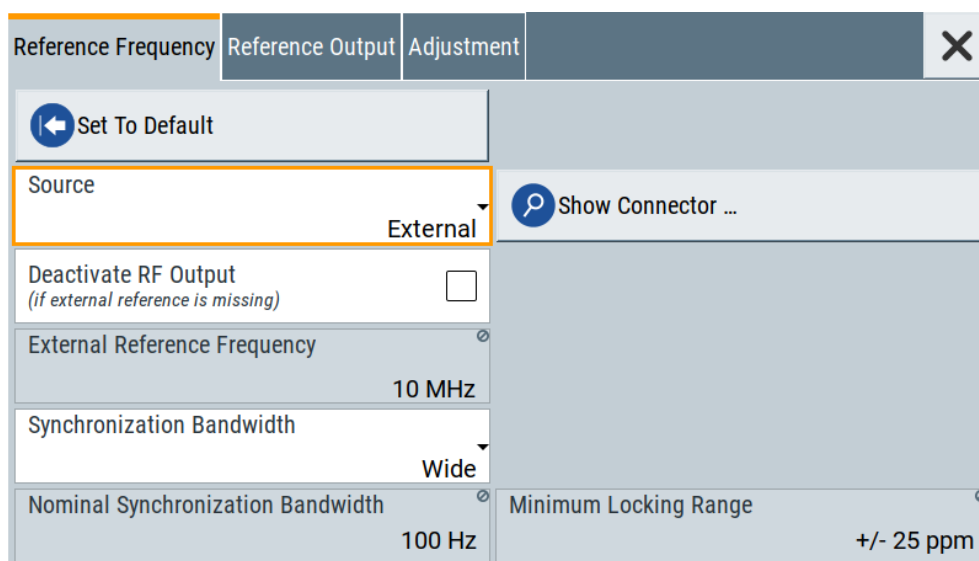 Reference Frequency Reference Output Adjustment
Set To Default
Source
External
Show Connector ...
Deactivate RF Output
(if external reference is missing)
External Reference Frequency
10 MHz
Synchronization Bandwidth
Wide
Nominal Synchronization Bandwidth
100 Hz
Minimum Locking Range
+/- 25 ppm